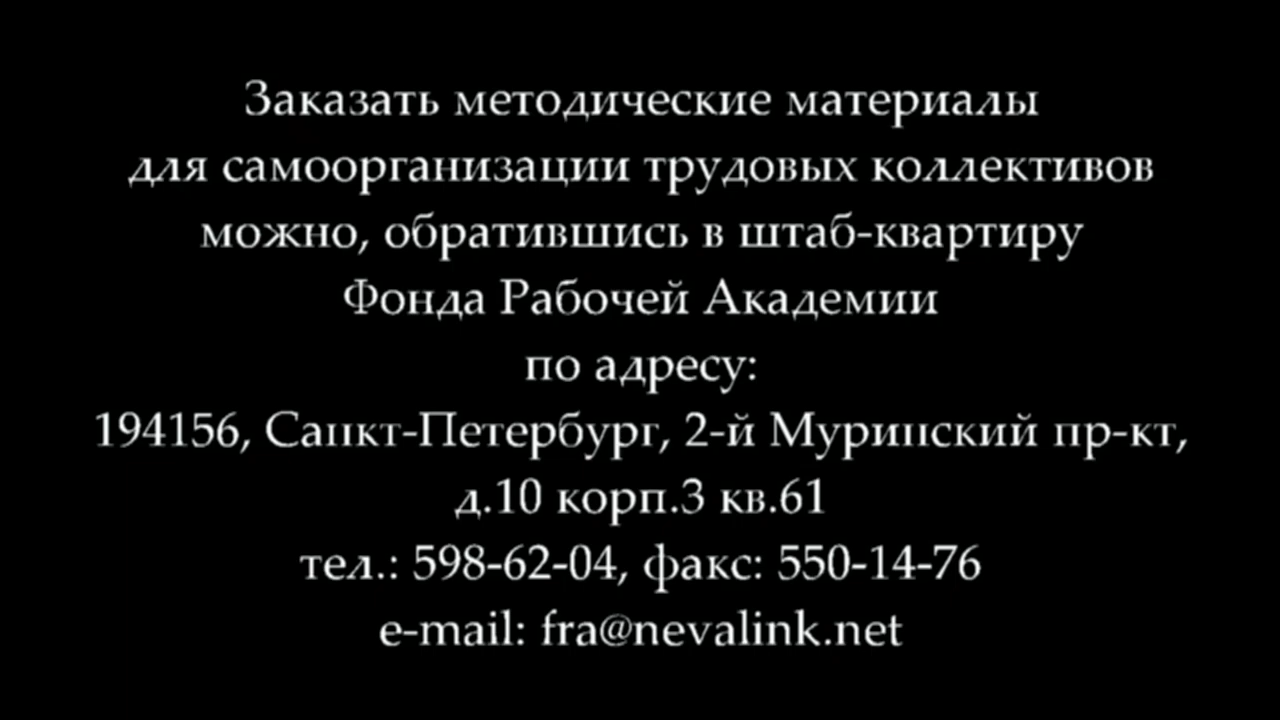 Заказать методические материалы
для самоорганизации трудовых коллективов
можно, обратившись в штаб-квартиру
Фонда Рабочей Академии
по адресу:
194156, Санкт-Петербург, 2-й Муринский пр-кт,
д.10 корп.3 кв.61
тел.: 598-62-04, факс: 550-14-76
e-mail: fra@nevalink.net